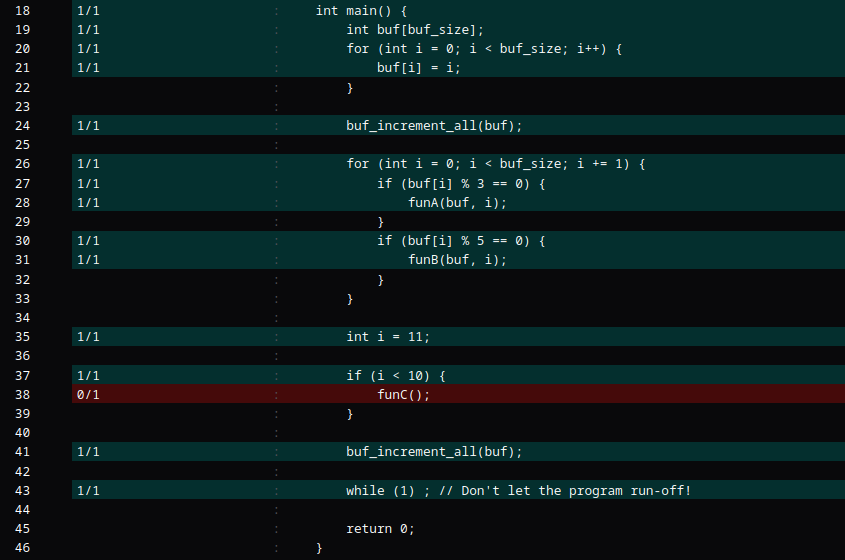 18 1/1 : int main() {
19 1/1 : int buf[buf_size];
20 1/1 : for (int i = 0; i < buf_size; i++) {
21 1/1 : buf[i] = i;
22 : }
23 :
24 1/1 : buf_increment_all(buf);
25 :
26 1/1 : for (int i = 0; i < buf_size; i += 1) {
27 1/1 : if (buf[i] % 3 == 0) {
28 1/1 : funA(buf, i);
29 : }
30 1/1 : if (buf[i] % 5 == 0) {
31 1/1 : funB(buf, i);
32 : }
33 : }
34 :
35 1/1 : int i = 11;
36 :
37 1/1 : if (i < 10) {
38 0/1 : funC();
39 : }
40 :
41 1/1 : buf_increment_all(buf);
42 :
43 1/1 : while (1) ; // Don't let the program run-off!
44 :
45 : return 0;
46 : }